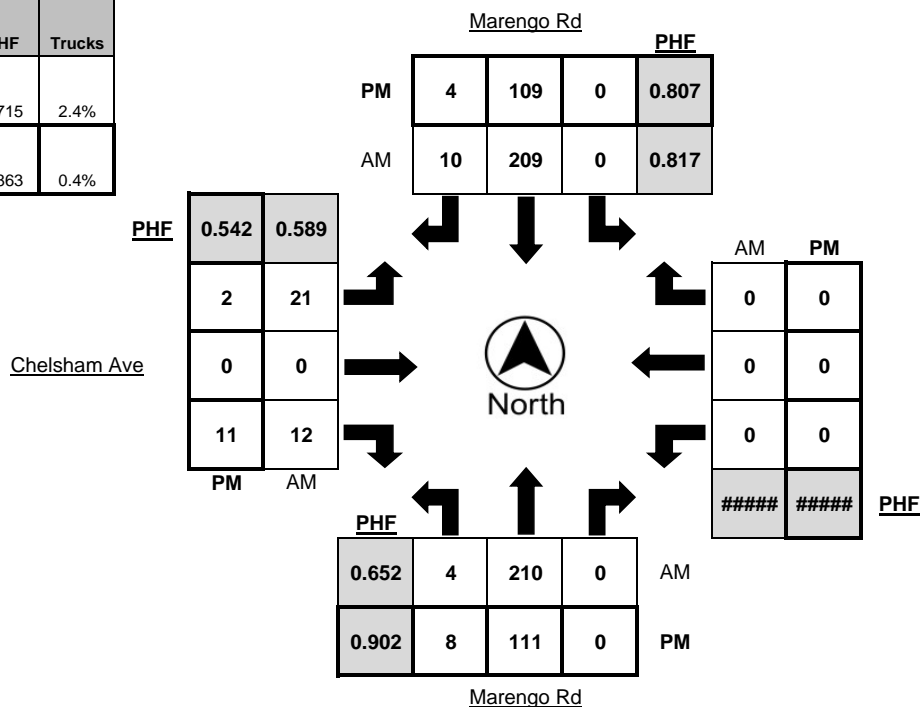 Marengo Rd
HF Trucks
PHF
PM 4 109 0 0.807
715 2.4%
AM 10 209 0 0.817
863 0.4%
PHF 0.542 0.589
AM PM
2 21
0 0
Chelsham Ave 0 0
0 0
North
11 12
0 0
PM AM
##### ##### PHF
PHF
0.652 4 210 0 AM
0.902 8 111 0 PM
Marengo Rd